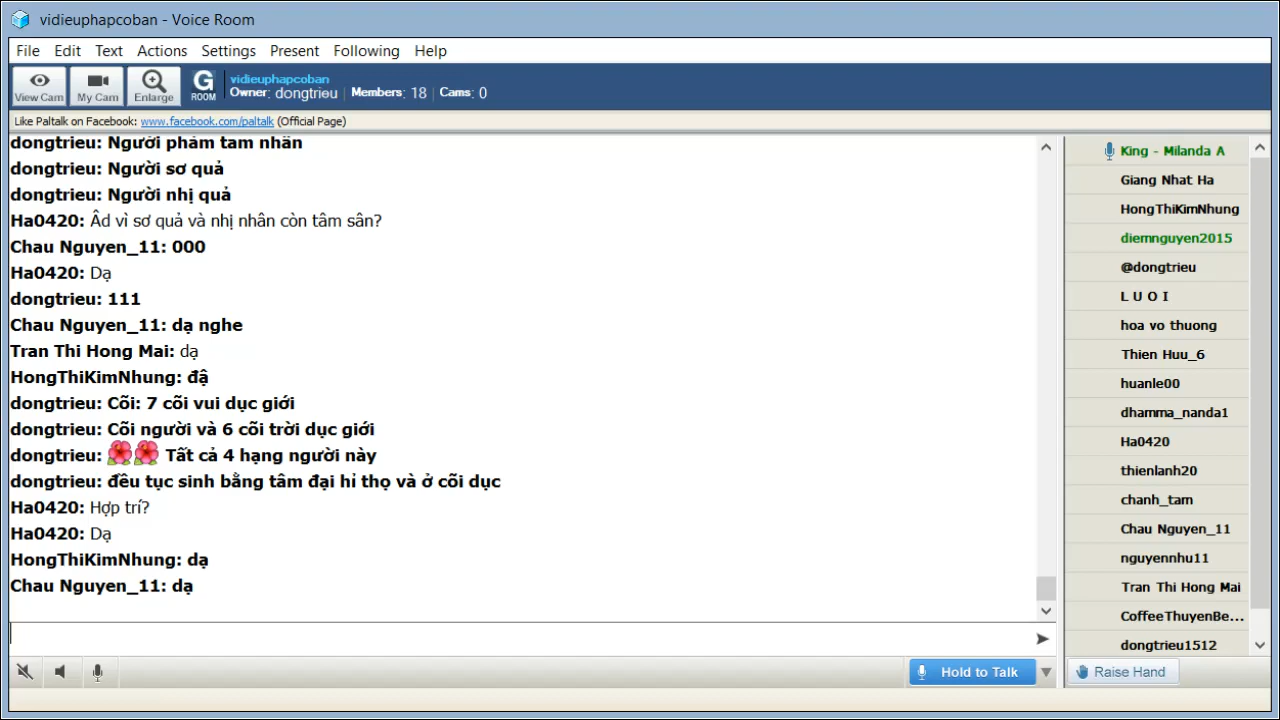 vidieuphapcoban - Voice Room
File Edit Text Actions Settings Present Following Help
View Cam My Cam Enlarge G ROOM
vidieuphapcoban
Owner: dongtrieu | Members: 18 | Cams: 0
Like Paltalk on Facebook: www.facebook.com/paltalk (Official Page)
dongtrieu: Người phàm tam nhân
dongtrieu: Người sơ quả
dongtrieu: Người nhị quả
Ha0420: Âd vì sơ quả và nhị nhân còn tâm sân?
Chau Nguyen_11: 000
Ha0420: Dạ
dongtrieu: 111
Chau Nguyen_11: dạ nghe
Tran Thi Hong Mai: dạ
HongThiKimNhung: đậ
dongtrieu: Cõi: 7 cõi vui dục giới
dongtrieu: Cõi người và 6 cõi trời dục giới
dongtrieu: Tất cả 4 hạng người này
dongtrieu: đều tục sinh bằng tâm đại hỉ thọ và ở cõi dục
Ha0420: Hợp trí?
Ha0420: Dạ
HongThiKimNhung: dạ
Chau Nguyen_11: dạ
King - Milanda A
Giang Nhat Ha
HongThiKimNhung
diemnguyen2015
@dongtrieu
L U O I
hoa vo thuong
Thien Huu_6
huanle00
dhamma_nanda1
Ha0420
thienlanh20
chanh_tam
Chau Nguyen_11
nguyennhu11
Tran Thi Hong Mai
CoffeeThuyenBe...
dongtrieu1512
Hold to Talk
Raise Hand